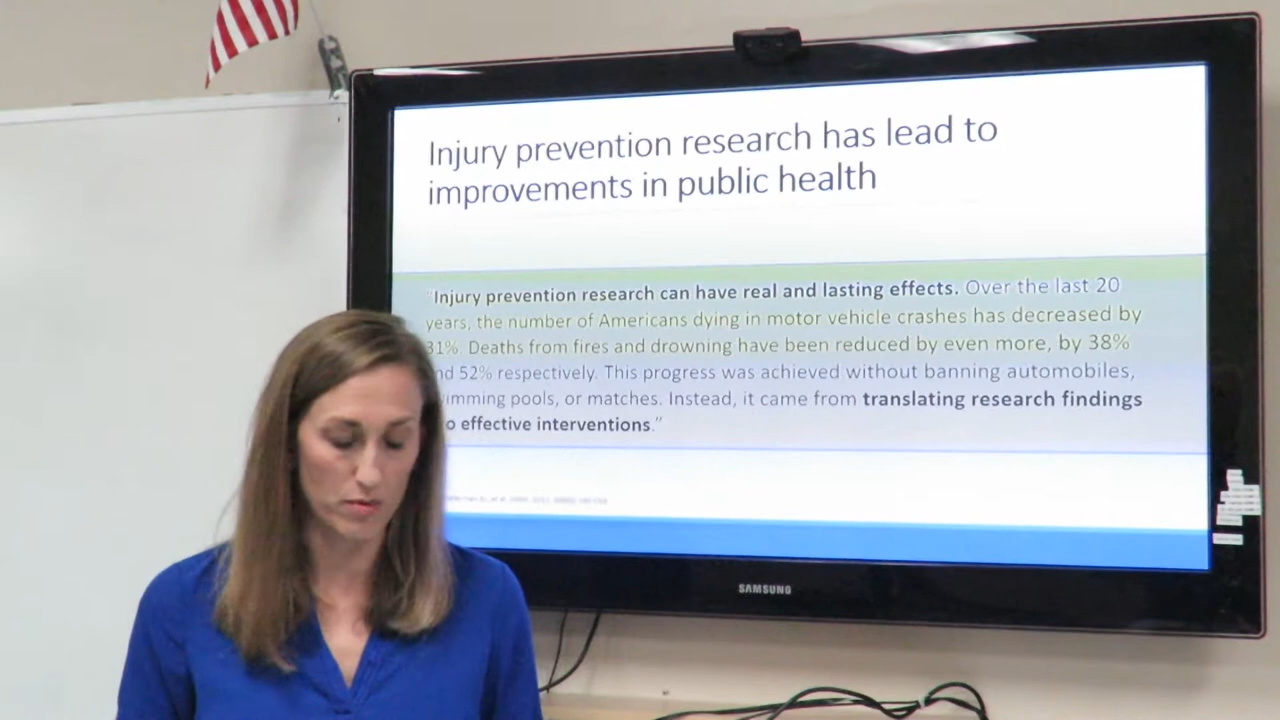 Injury prevention research has lead to
improvements in public health
"Injury prevention research can have real and lasting effects. Over the last 20
years, the number of Americans dying in motor vehicle crashes has decreased by
31%. Deaths from fires and drowning have been reduced by even more, by 38%
nd 52% respectively. This progress was achieved without banning automobiles,
imming pools, or matches. Instead, it came from translating research findings
o effective interventions."
SAMSUNG